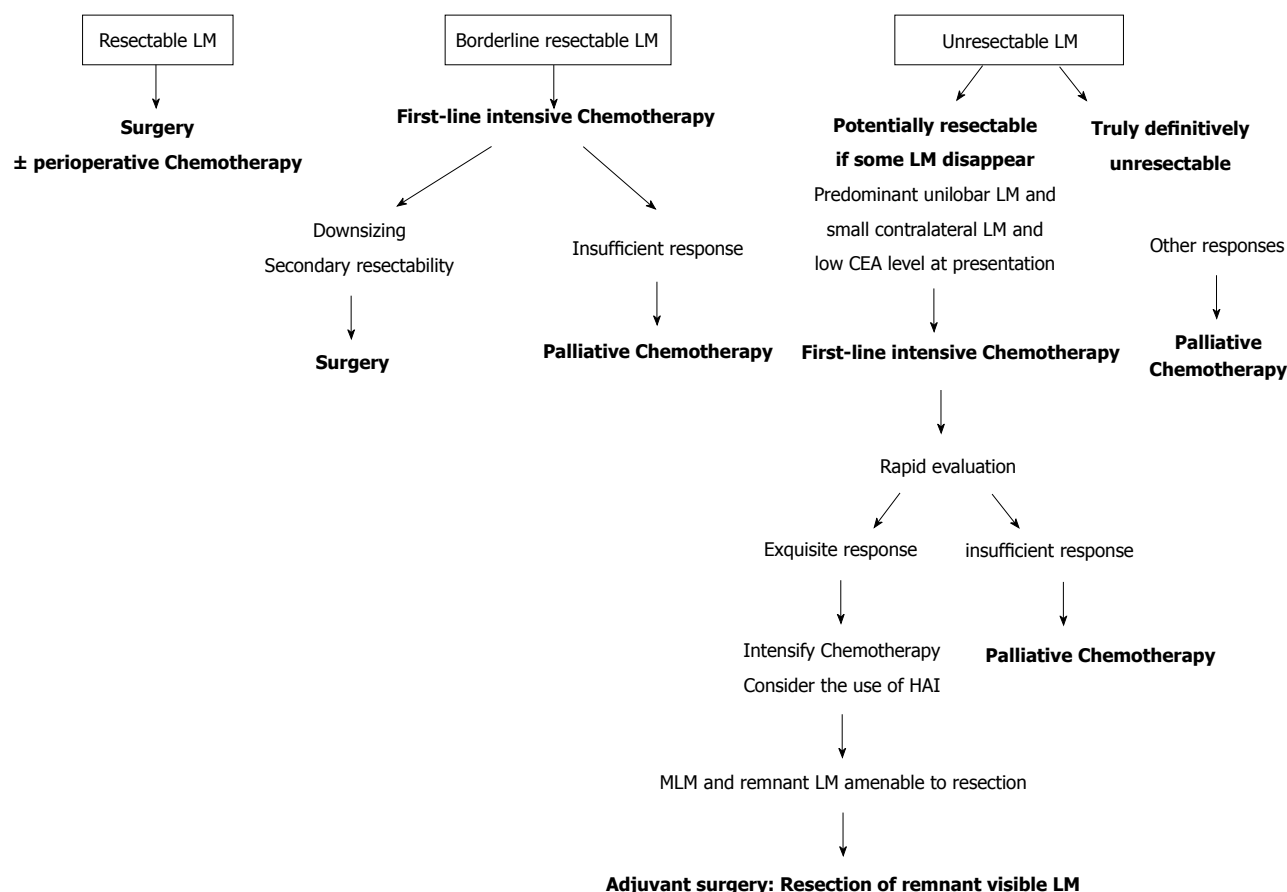 Resectable LM
Surgery
± perioperative Chemotherapy
Borderline resectable LM
First-line intensive Chemotherapy
Downsizing
Secondary resectability
Surgery
Insufficient response
Palliative Chemotherapy
Unresectable LM
Potentially resectable
if some LM disappear
Predominant unilobar LM and
small contralateral LM and
low CEA level at presentation
First-line intensive Chemotherapy
Rapid evaluation
Exquisite response
Intensify Chemotherapy
Consider the use of HAI
MLM and remnant LM amenable to resection
Adjuvant surgery: Resection of remnant visible LM
insufficient response
Palliative Chemotherapy
Truly definitively
unresectable
Other responses
Palliative
Chemotherapy